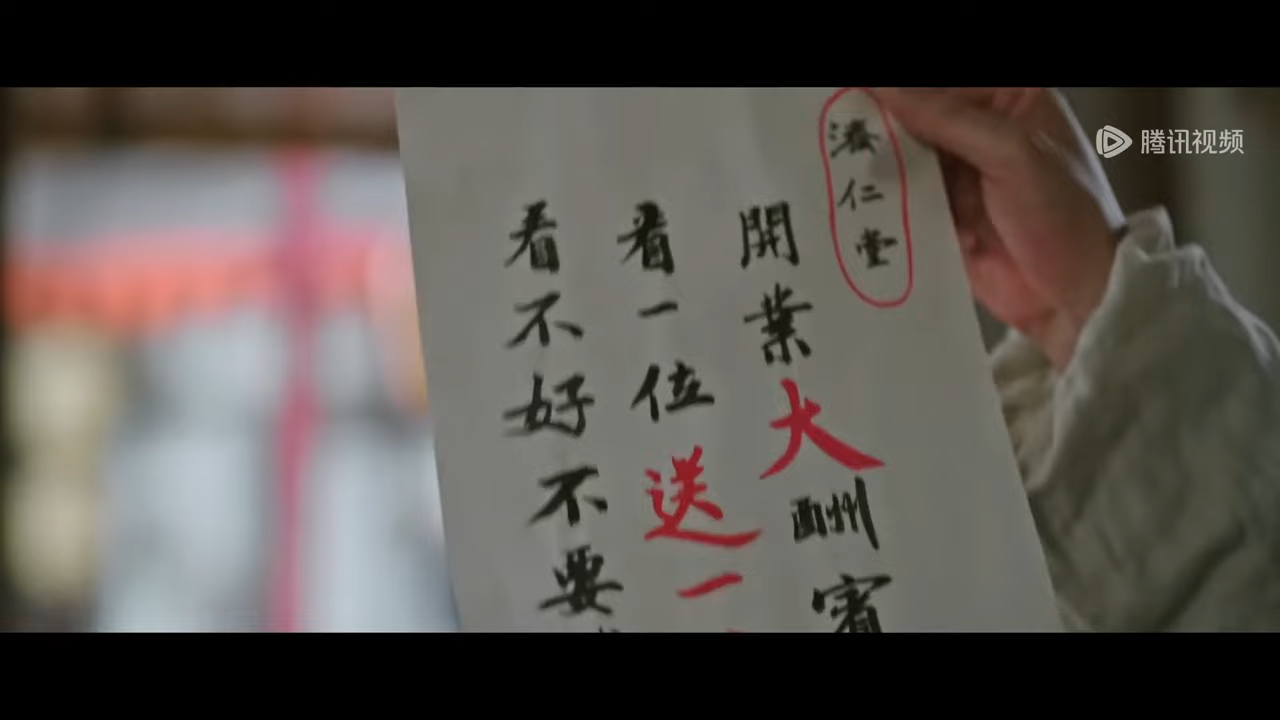 濟仁堂
開業大酬賓
看一位送一
看不好不要
腾讯视频